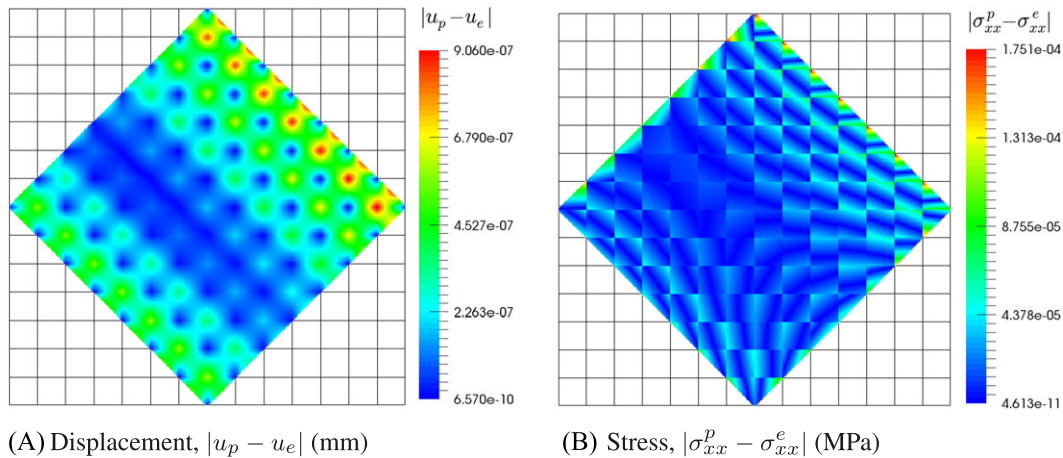 |u_p − u_e|
9.060e-07
6.790e-07
4.527e-07
2.263e-07
6.570e-10
(A) Displacement, |u_p − u_e| (mm)
|σ^p_xx − σ^e_xx|
1.751e-04
1.313e-04
8.755e-05
4.378e-05
4.613e-11
(B) Stress, |σ^p_xx − σ^e_xx| (MPa)